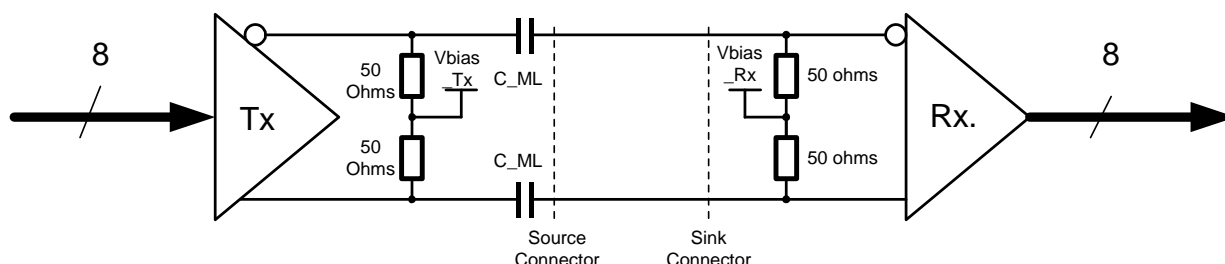 8
Tx
50
Ohms
Vbias
_Tx
50
Ohms
C_ML
C_ML
Source
Connector
Sink
Connector
Vbias
_Rx
50 ohms
50 ohms
Rx.
8